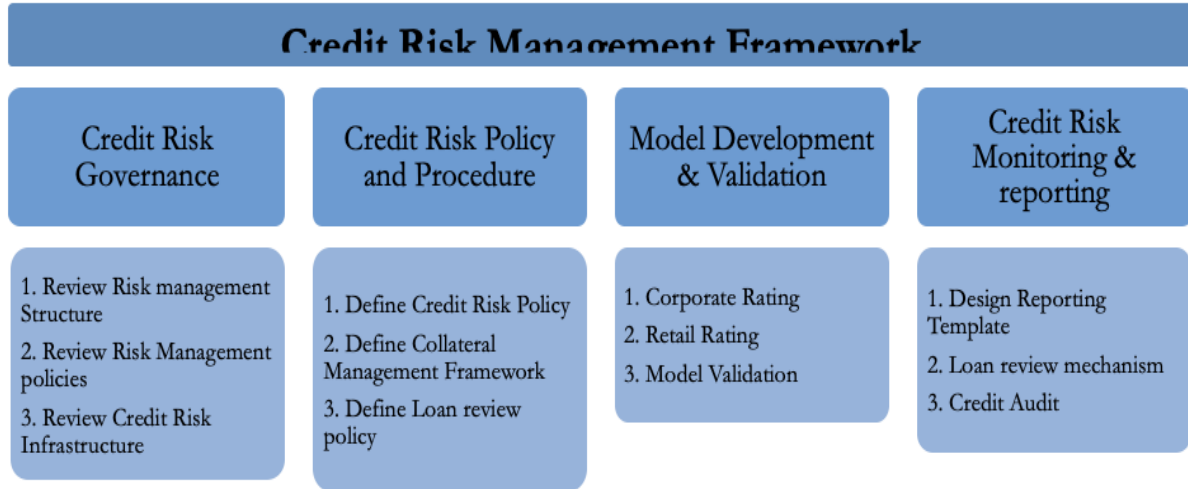 Credit Risk Management Framework
Credit Risk
Governance
Credit Risk Policy
and Procedure
Model Development
& Validation
Credit Risk
Monitoring &
reporting
1. Review Risk management
Structure
2. Review Risk Management
policies
3. Review Credit Risk
Infrastructure
1. Define Credit Risk Policy
2. Define Collateral
Management Framework
3. Define Loan review
policy
1. Corporate Rating
2. Retail Rating
3. Model Validation
1. Design Reporting
Template
2. Loan review mechanism
3. Credit Audit